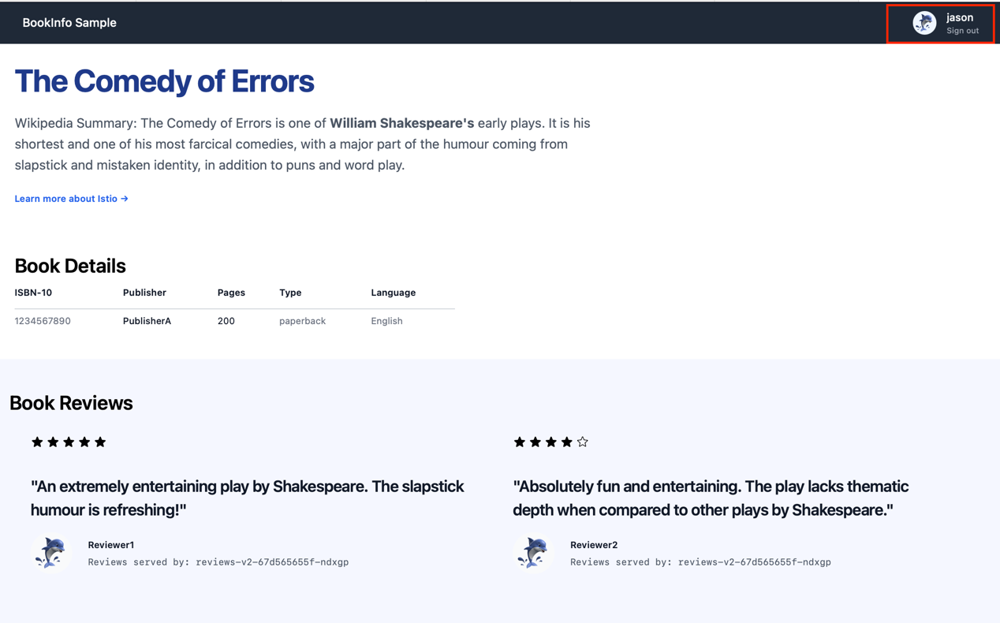 BookInfo Sample
jason
Sign out
The Comedy of Errors
Wikipedia Summary: The Comedy of Errors is one of William Shakespeare's early plays. It is his
shortest and one of his most farcical comedies, with a major part of the humour coming from
slapstick and mistaken identity, in addition to puns and word play.
Learn more about Istio →
Book Details
ISBN-10 Publisher Pages Type Language
1234567890 PublisherA 200 paperback English
Book Reviews
"An extremely entertaining play by Shakespeare. The slapstick
humour is refreshing!"
Reviewer1
Reviews served by: reviews-v2-67d565655f-ndxgp
"Absolutely fun and entertaining. The play lacks thematic
depth when compared to other plays by Shakespeare."
Reviewer2
Reviews served by: reviews-v2-67d565655f-ndxgp